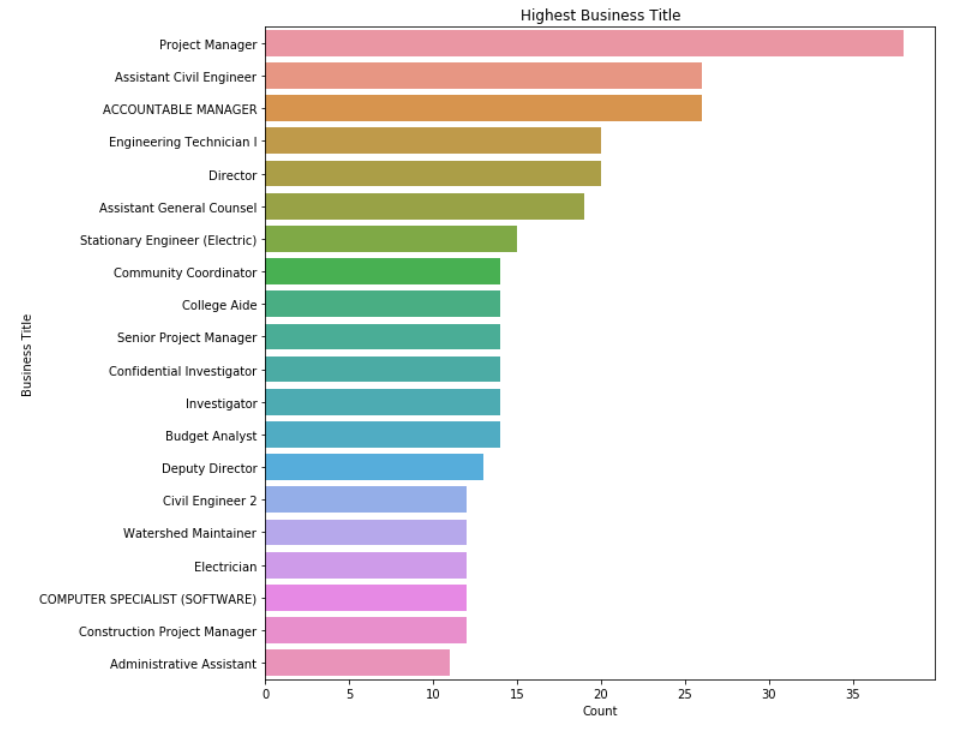 Highest Business Title
Project Manager
Assistant Civil Engineer
ACCOUNTABLE MANAGER
Engineering Technician I
Director
Assistant General Counsel
Stationary Engineer (Electric)
Community Coordinator
College Aide
Senior Project Manager
Confidential Investigator
Investigator
Budget Analyst
Deputy Director
Civil Engineer 2
Watershed Maintainer
Electrician
COMPUTER SPECIALIST (SOFTWARE)
Construction Project Manager
Administrative Assistant
Business Title
0 5 10 15 20 25 30 35
Count